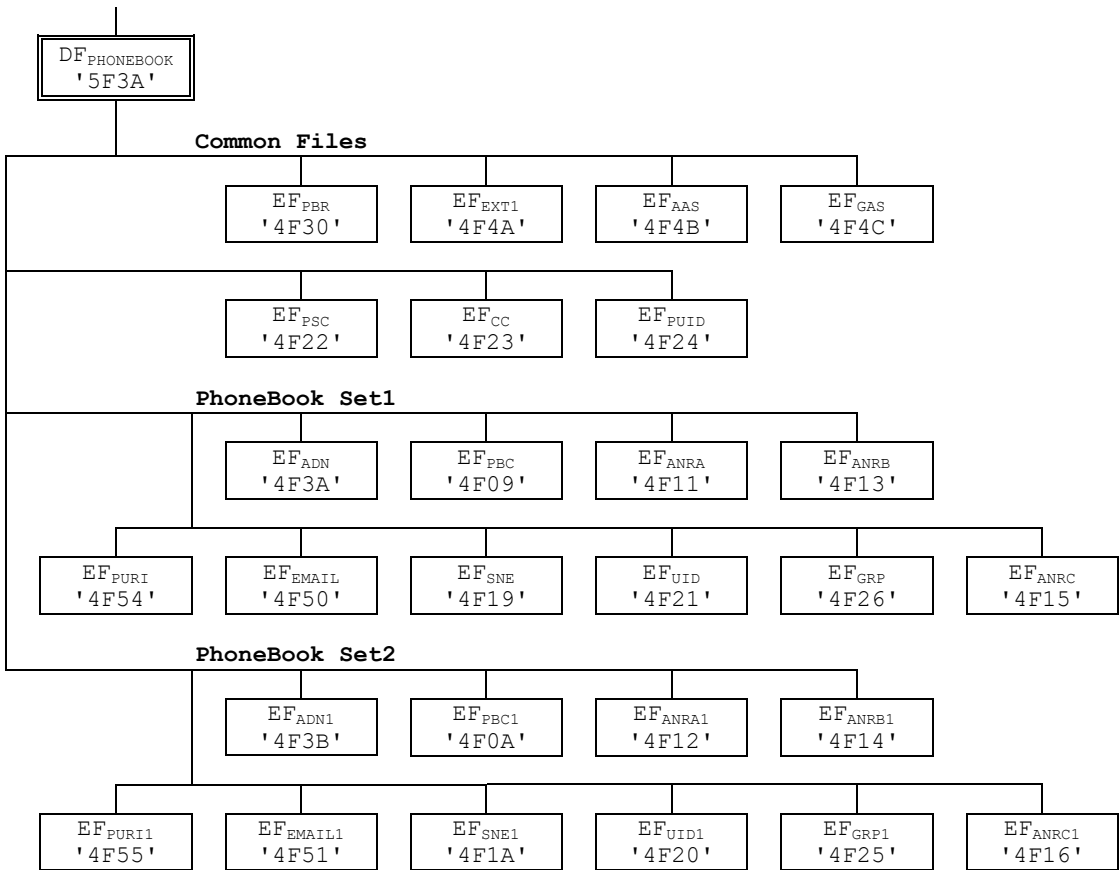 DFPHONEBOOK
'5F3A'
Common Files
EFPBR EFEXT1 EFAAS EFGAS
'4F30' '4F4A' '4F4B' '4F4C'
EFPSC EFCC EFPUID
'4F22' '4F23' '4F24'
PhoneBook Set1
EFADN EFPBC EFANRA EFANRB
'4F3A' '4F09' '4F11' '4F13'
EFPURI EFEMAIL EFSNE EFUID EFGRP EFANRC
'4F54' '4F50' '4F19' '4F21' '4F26' '4F15'
PhoneBook Set2
EFADN1 EFPBC1 EFANRA1 EFANRB1
'4F3B' '4F0A' '4F12' '4F14'
EFPURI1 EFEMAIL1 EFSNE1 EFUID1 EFGRP1 EFANRC1
'4F55' '4F51' '4F1A' '4F20' '4F25' '4F16'